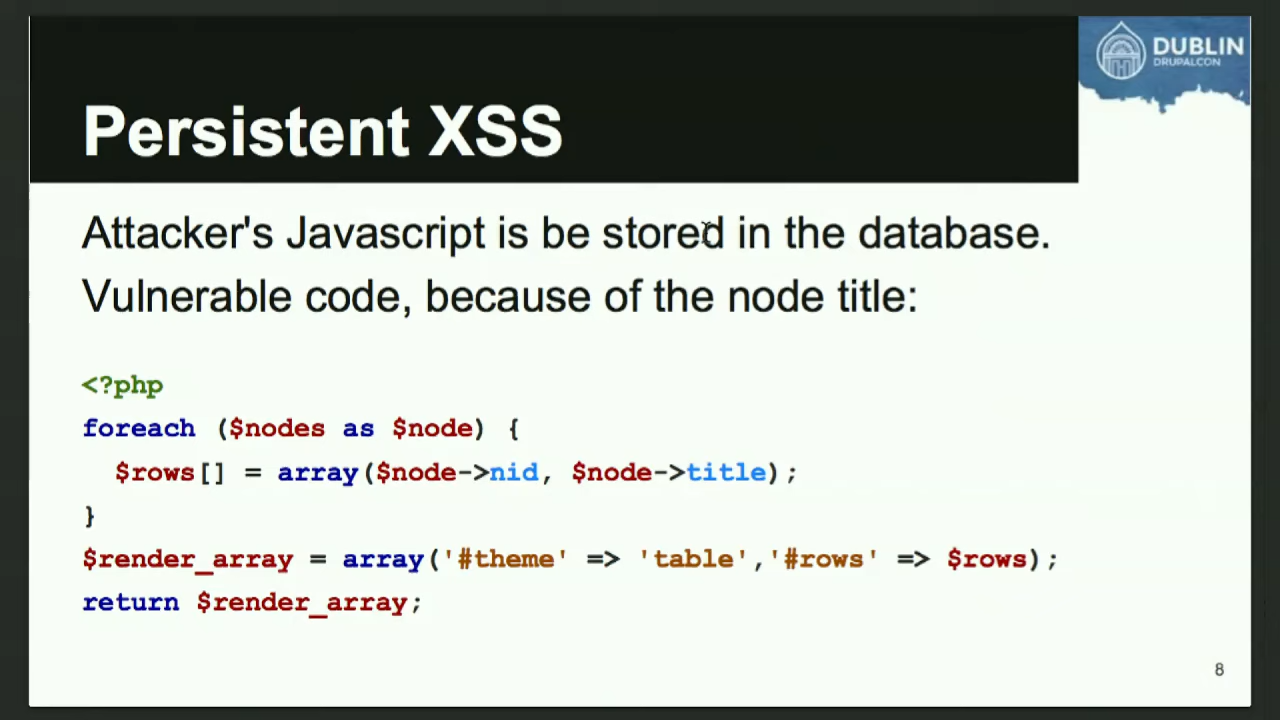 DUBLIN
DRUPALCON
Persistent XSS
Attacker's Javascript is be stored in the database.
Vulnerable code, because of the node title:
<?php
foreach ($nodes as $node) {
  $rows[] = array($node->nid, $node->title);
}
$render_array = array('#theme' => 'table','#rows' => $rows);
return $render_array;
8